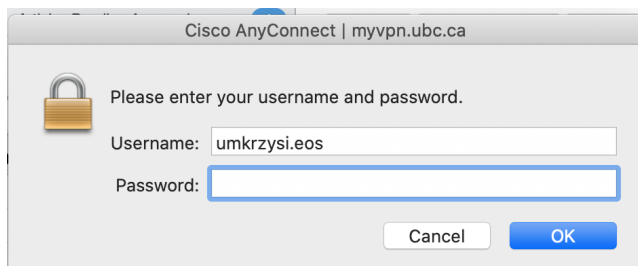 Cisco AnyConnect | myvpn.ubc.ca
Please enter your username and password.
Username: umkrzysi.eos
Password:
Cancel OK